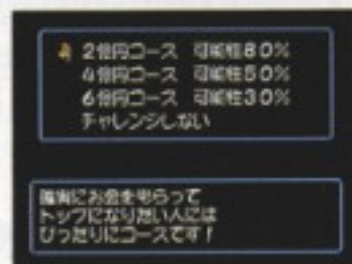 2億円コース 可能性80%
4億円コース 可能性50%
6億円コース 可能性30%
チャレンジしない
確実にお金をもらって
トップになりたい人には
ぴったりにコースです!